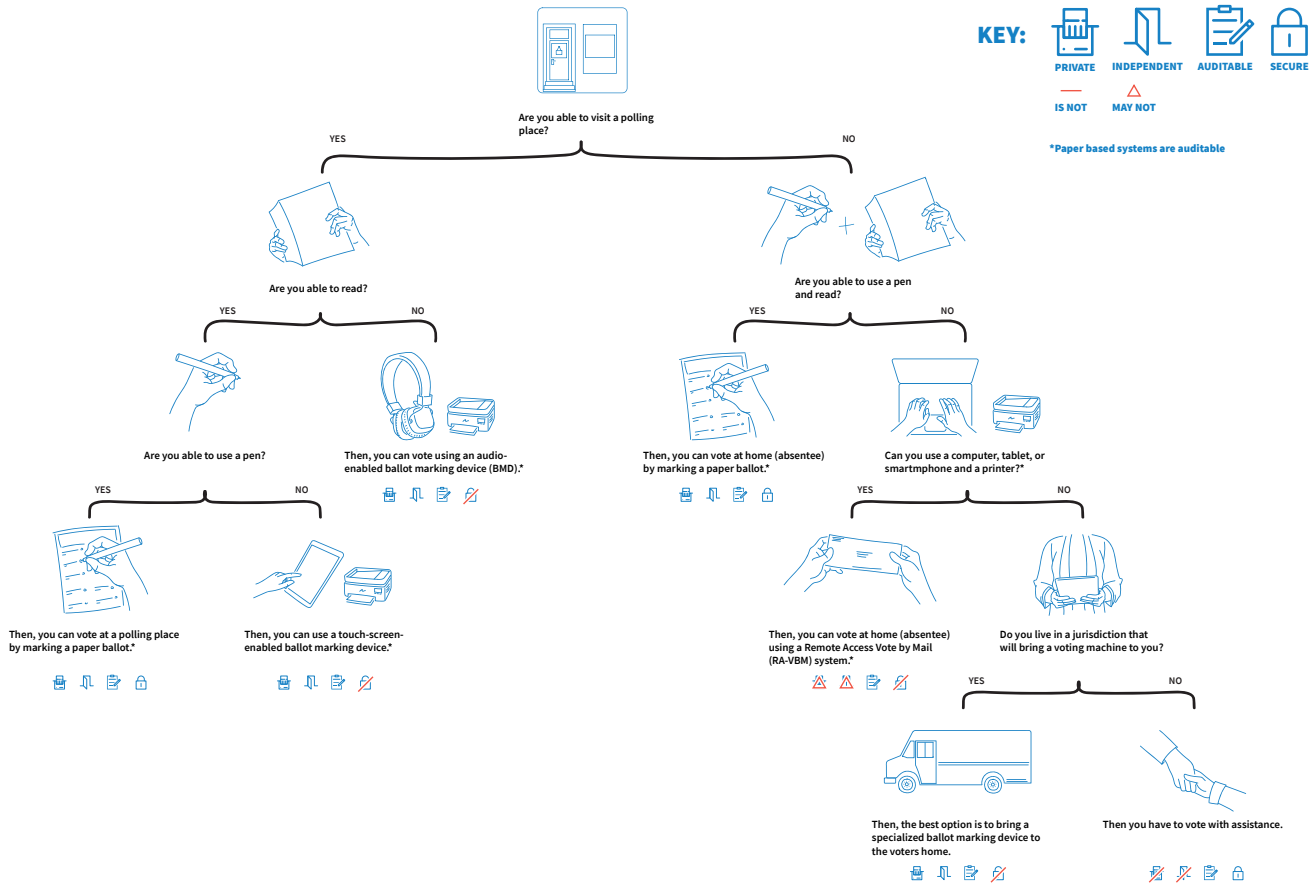 KEY:
PRIVATE
INDEPENDENT
AUDITABLE
SECURE
IS NOT
MAY NOT
*Paper based systems are auditable
Are you able to visit a polling
place?
YES
NO
Are you able to read?
Are you able to use a pen
and read?
YES
NO
YES
NO
Are you able to use a pen?
Then, you can vote using an audio-
enabled ballot marking device (BMD).*
Then, you can vote at home (absentee)
by marking a paper ballot.*
Can you use a computer, tablet, or
smartmphone and a printer?*
YES
NO
YES
NO
Then, you can vote at a polling place
by marking a paper ballot.*
Then, you can use a touch-screen-
enabled ballot marking device.*
Then, you can vote at home (absentee)
using a Remote Access Vote by Mail
(RA-VBM) system.*
Do you live in a jurisdiction that
will bring a voting machine to you?
YES
NO
Then, the best option is to bring a
specialized ballot marking device to
the voters home.
Then you have to vote with assistance.